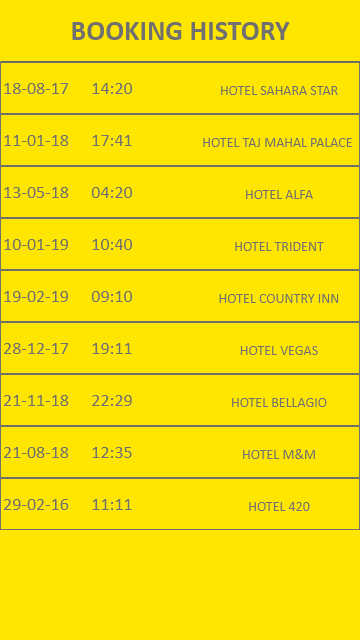 BOOKING HISTORY
18-08-17 14:20 HOTEL SAHARA STAR
11-01-18 17:41 HOTEL TAJ MAHAL PALACE
13-05-18 04:20 HOTEL ALFA
10-01-19 10:40 HOTEL TRIDENT
19-02-19 09:10 HOTEL COUNTRY INN
28-12-17 19:11 HOTEL VEGAS
21-11-18 22:29 HOTEL BELLAGIO
21-08-18 12:35 HOTEL M&M
29-02-16 11:11 HOTEL 420